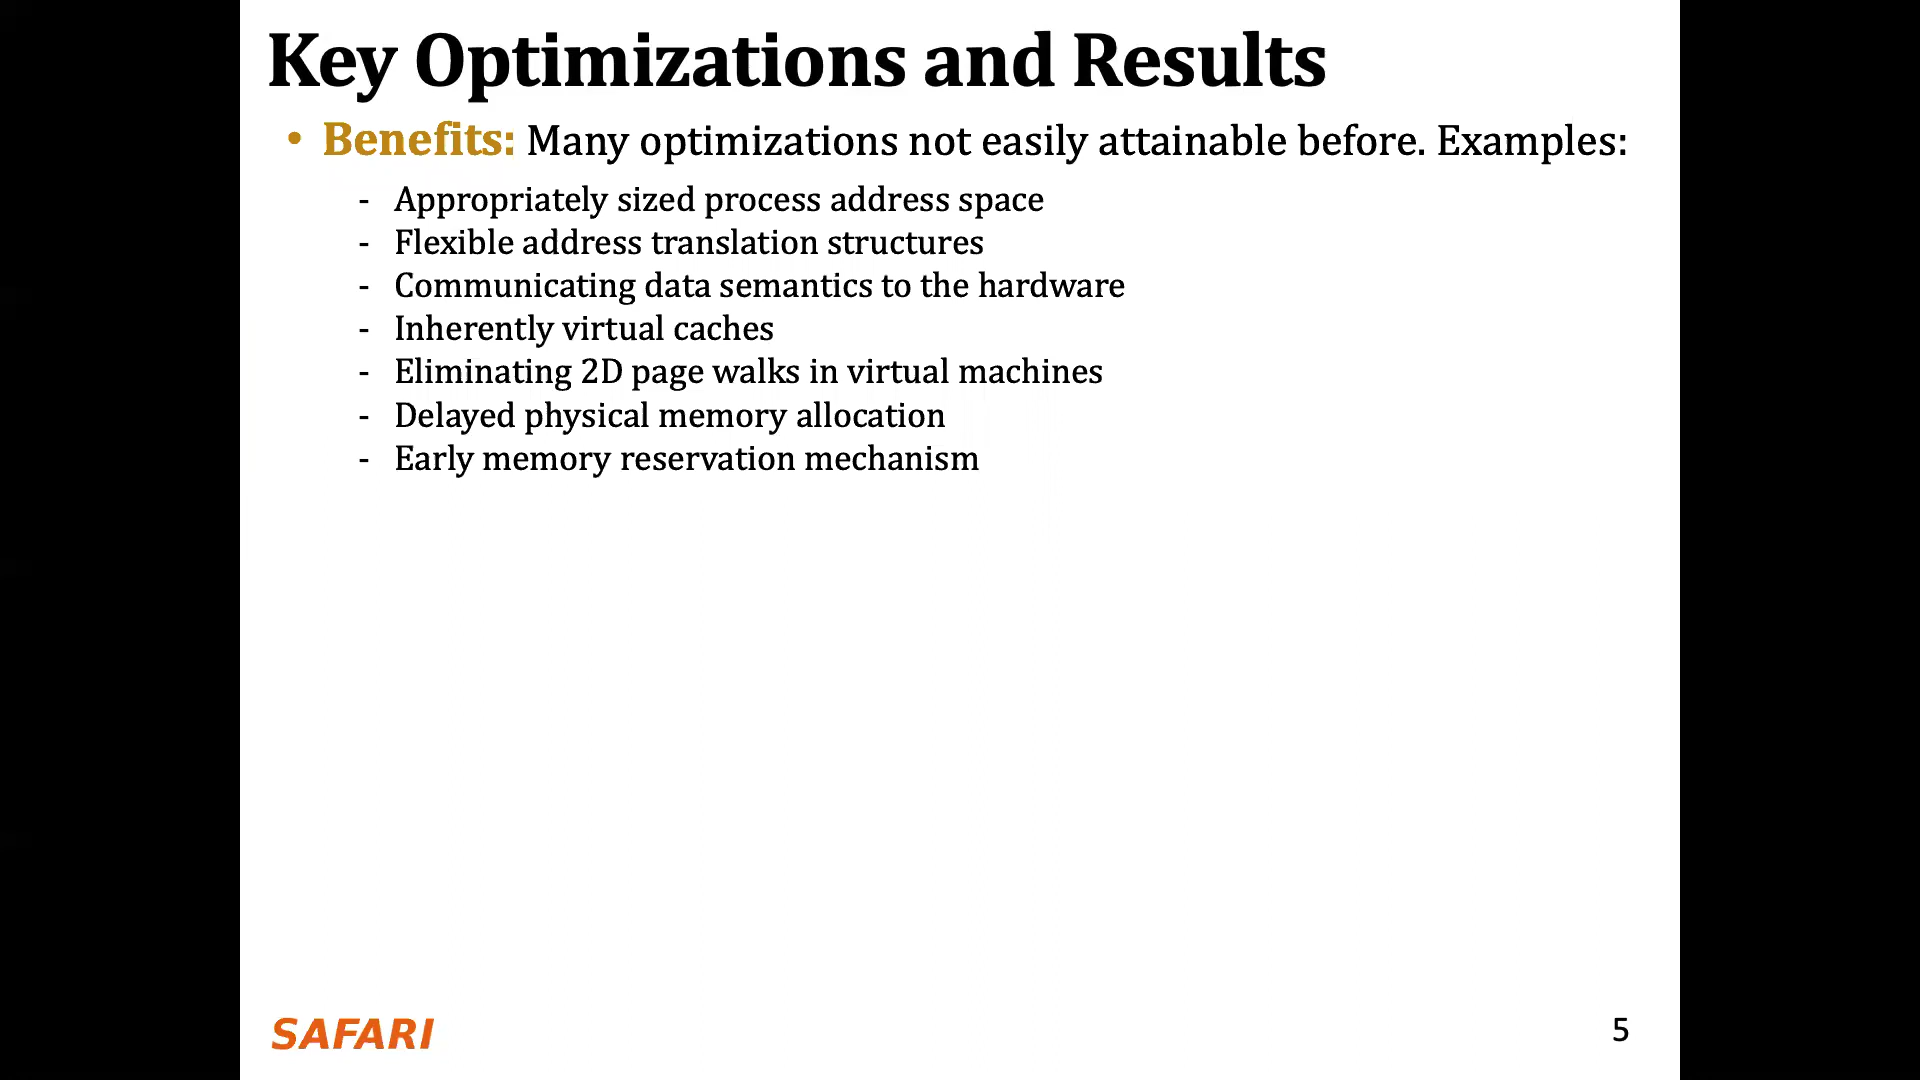 Key Optimizations and Results
• Benefits: Many optimizations not easily attainable before. Examples:
- Appropriately sized process address space
- Flexible address translation structures
- Communicating data semantics to the hardware
- Inherently virtual caches
- Eliminating 2D page walks in virtual machines
- Delayed physical memory allocation
- Early memory reservation mechanism
SAFARI
5